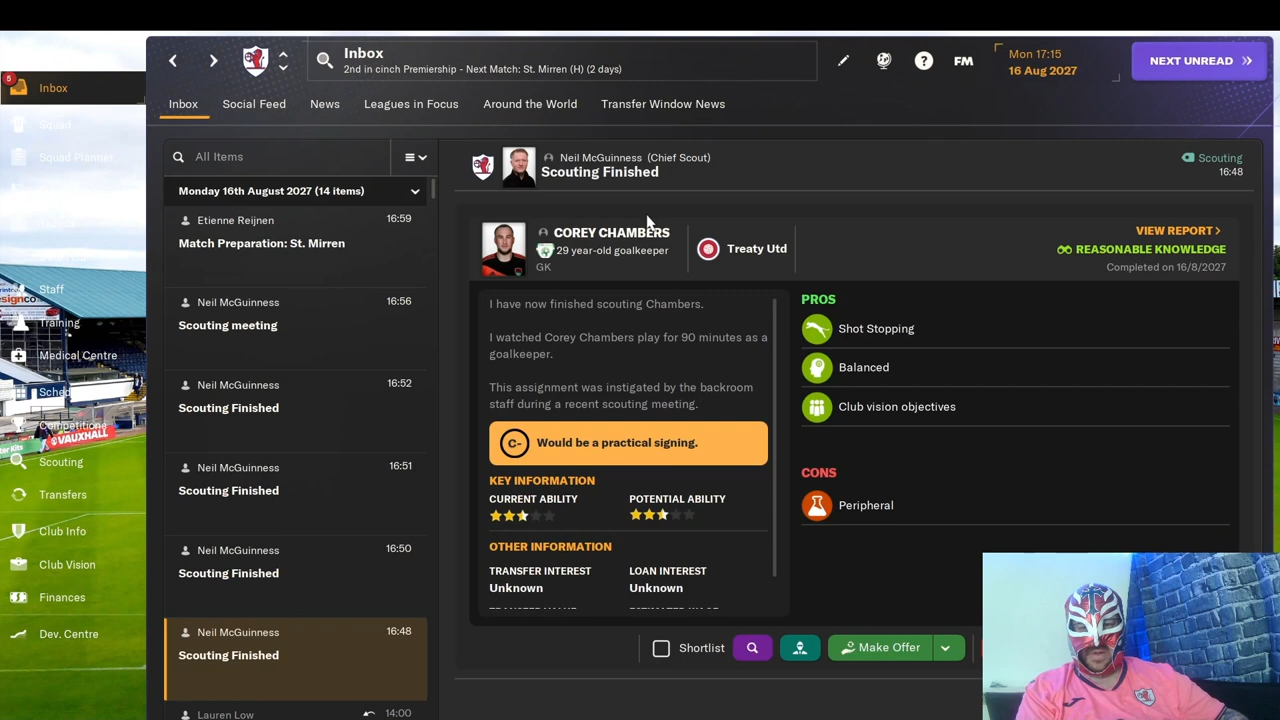 Inbox
2nd in cinch Premiership - Next Match: St. Mirren (H) (2 days)
?
FM
Mon 17:15
16 Aug 2027
NEXT UNREAD
5
Inbox
Squad
Squad Planner
Staff
Training
Medical Centre
Sched
Competitions
Scouting
Transfers
Club Info
Club Vision
Finances
Dev. Centre
VAUXHALL
Inbox
Social Feed
News
Leagues in Focus
Around the World
Transfer Window News
All Items
Monday 16th August 2027 (14 items)
Etienne Reijnen
16:59
Match Preparation: St. Mirren
Neil McGuinness
16:56
Scouting meeting
Neil McGuinness
16:52
Scouting Finished
Neil McGuinness
16:51
Scouting Finished
Neil McGuinness
16:50
Scouting Finished
Neil McGuinness
16:48
Scouting Finished
Lauren Low
14:00
Neil McGuinness (Chief Scout)
Scouting Finished
Scouting
16:48
COREY CHAMBERS
29 year-old goalkeeper
GK
Treaty Utd
VIEW REPORT >
REASONABLE KNOWLEDGE
Completed on 16/8/2027
I have now finished scouting Chambers.
I watched Corey Chambers play for 90 minutes as a
goalkeeper.
This assignment was instigated by the backroom
staff during a recent scouting meeting.
C-
Would be a practical signing.
KEY INFORMATION
CURRENT ABILITY
POTENTIAL ABILITY
OTHER INFORMATION
TRANSFER INTEREST
LOAN INTEREST
Unknown
Unknown
PROS
Shot Stopping
Balanced
Club vision objectives
CONS
Peripheral
Shortlist
Make Offer